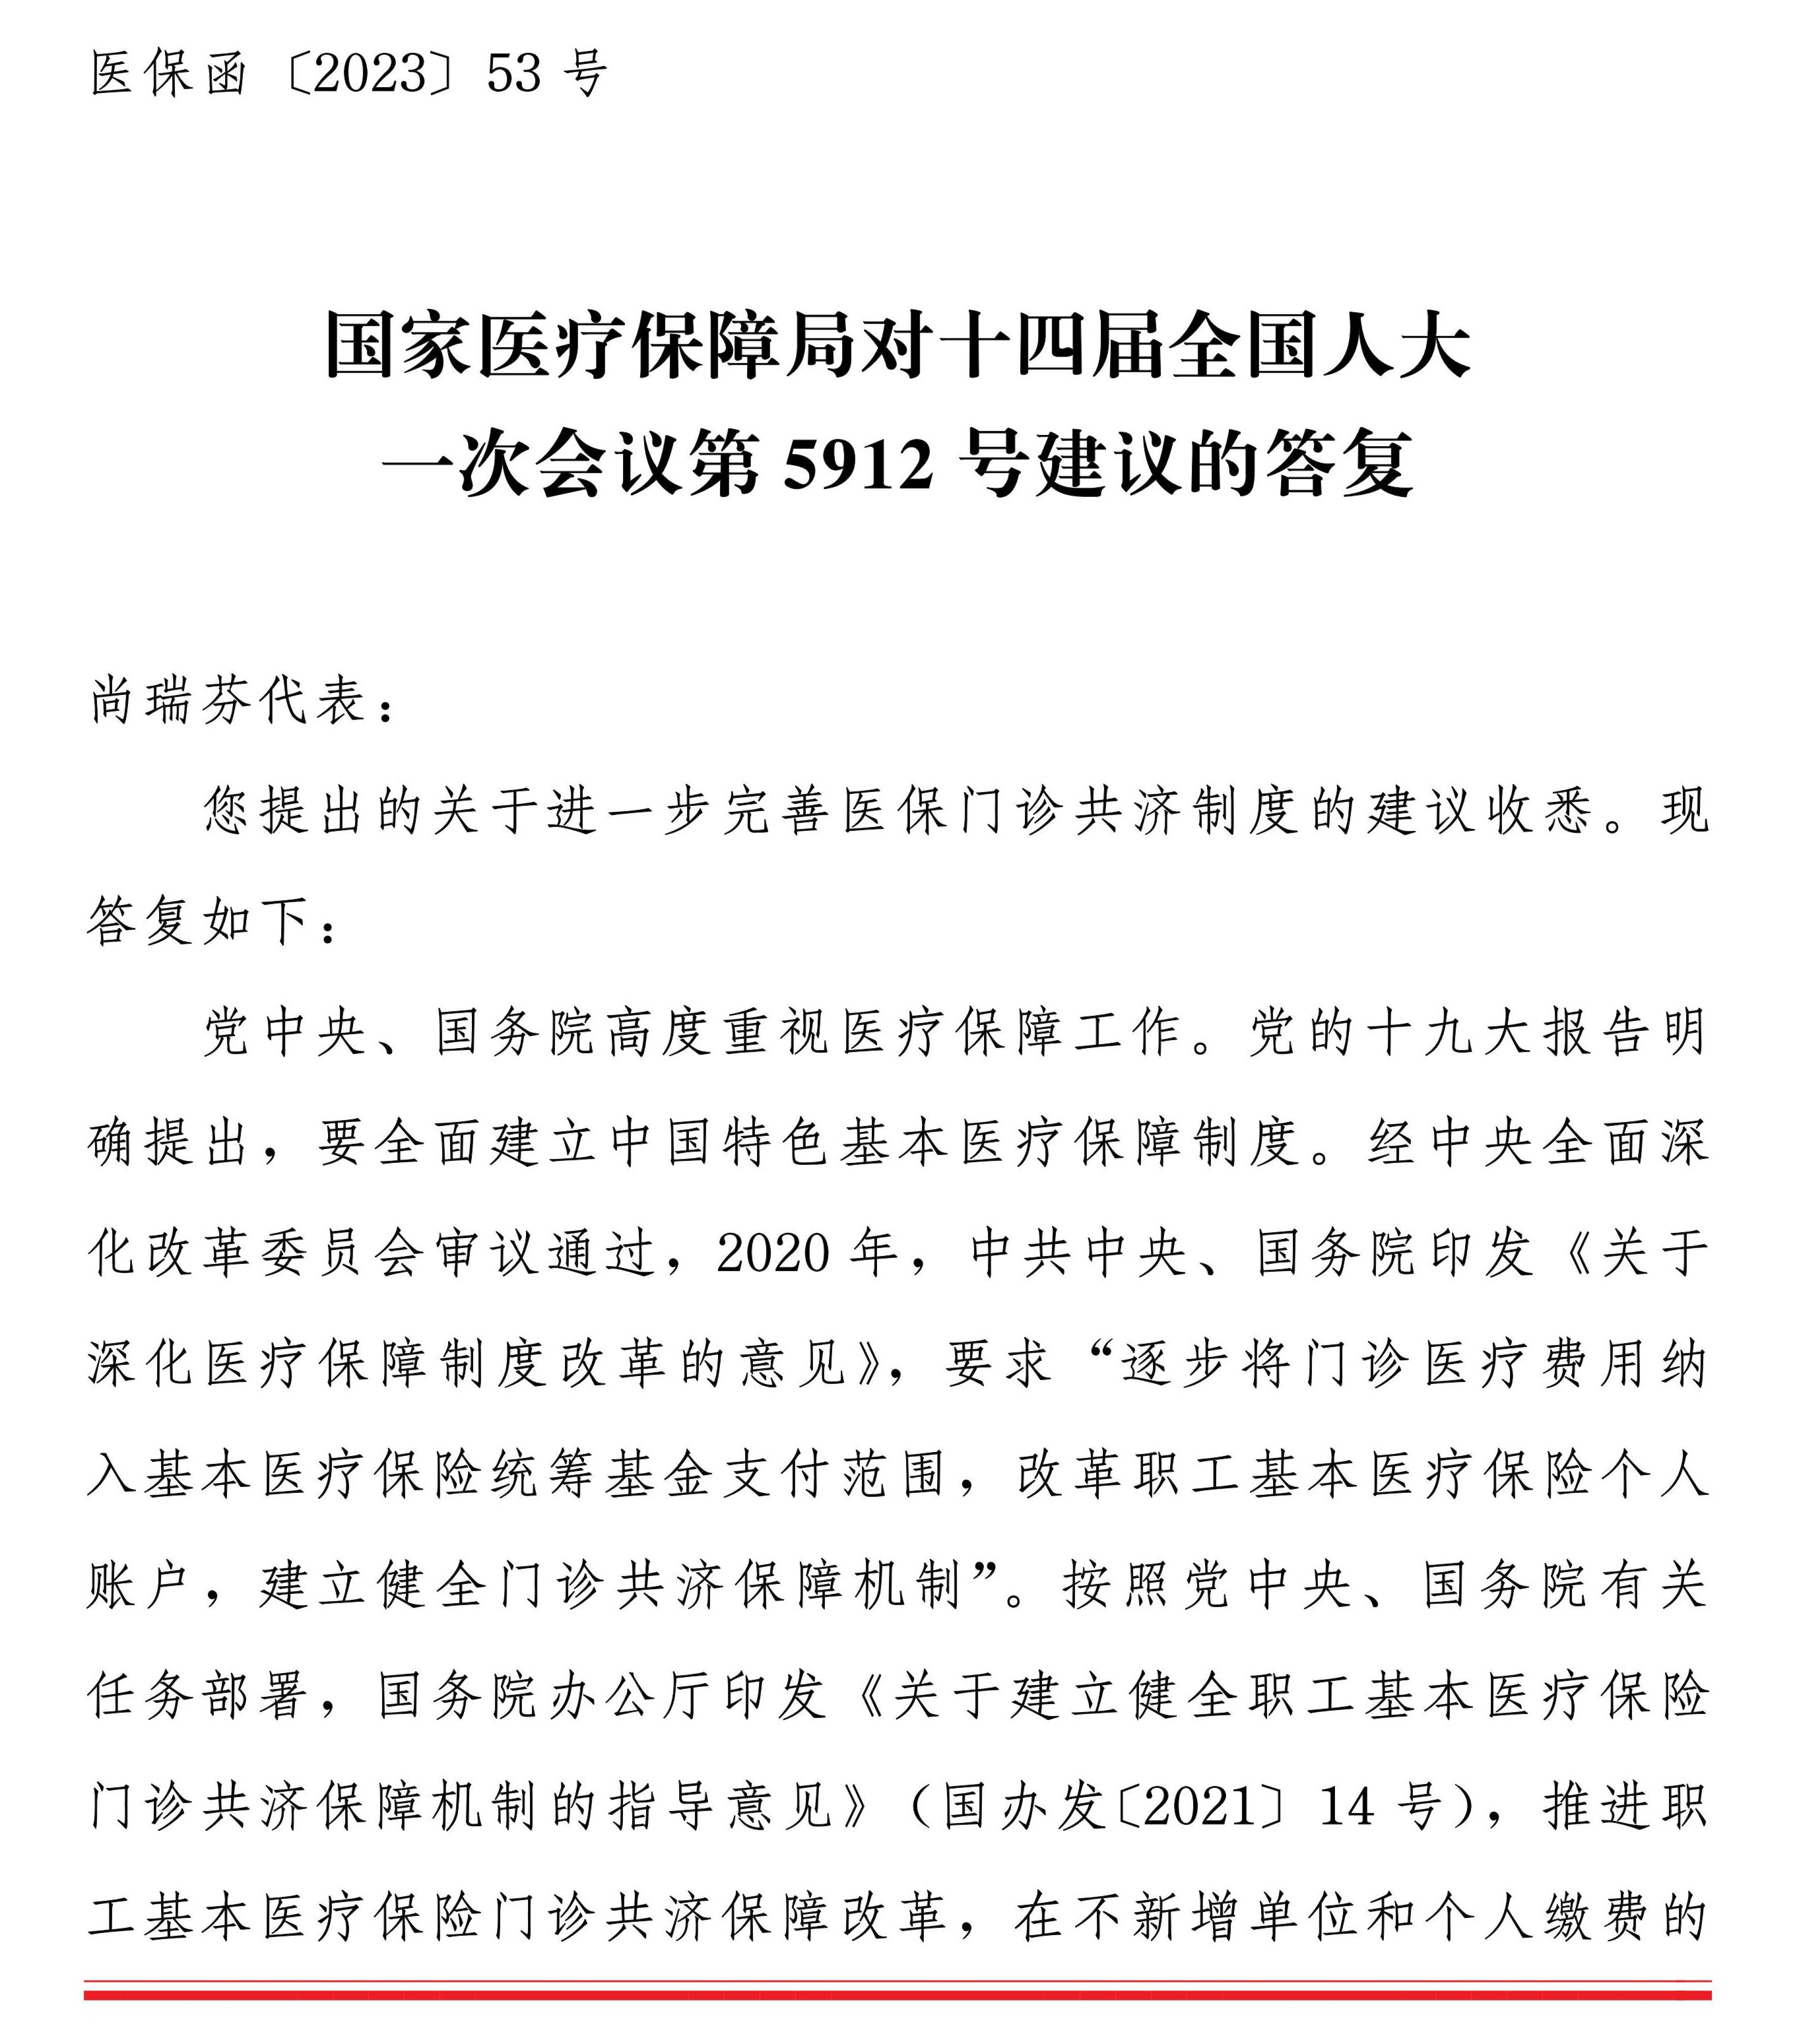 医保函〔2023〕53 号
国家医疗保障局对十四届全国人大
一次会议第 5912 号建议的答复
尚瑞芬代表：
您提出的关于进一步完善医保门诊共济制度的建议收悉。现
答复如下：
党中央、国务院高度重视医疗保障工作。党的十九大报告明
确提出，要全面建立中国特色基本医疗保障制度。经中央全面深
化改革委员会审议通过，2020 年，中共中央、国务院印发《关于
深化医疗保障制度改革的意见》，要求“逐步将门诊医疗费用纳
入基本医疗保险统筹基金支付范围，改革职工基本医疗保险个人
账户，建立健全门诊共济保障机制”。按照党中央、国务院有关
任务部署，国务院办公厅印发《关于建立健全职工基本医疗保险
门诊共济保障机制的指导意见》（国办发〔2021〕14 号），推进职
工基本医疗保险门诊共济保障改革，在不新增单位和个人缴费的